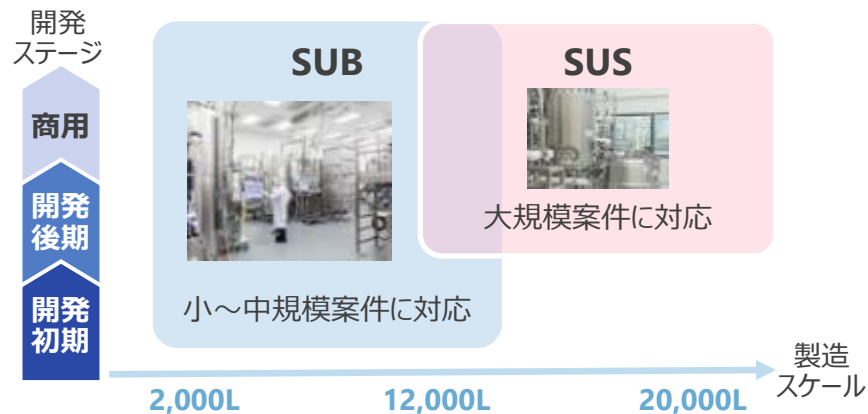 開発
ステージ
SUB
SUS
商用
開発
後期
大規模案件に対応
開発
初期
小～中規模案件に対応
製造
スケール
2,000L
12,000L
20,000L